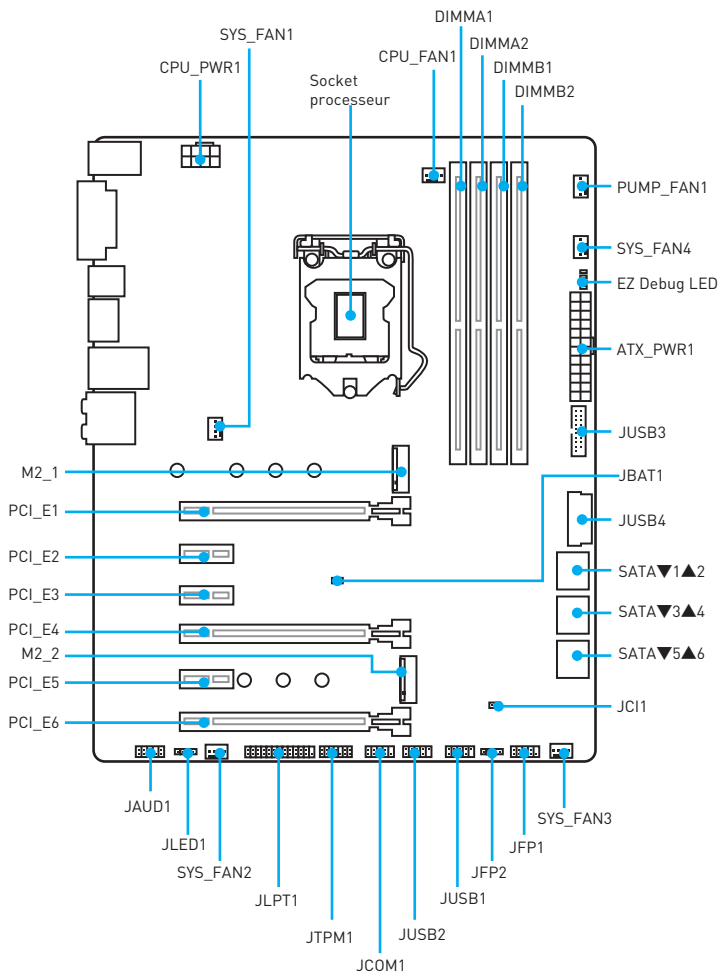 DIMMA1
SYS_FAN1
DIMMA2
CPU_FAN1
CPU_PWR1
DIMMB1
Socket
processeur
DIMMB2
PUMP_FAN1
SYS_FAN4
EZ Debug LED
ATX_PWR1
JUSB3
M2_1
JBAT1
PCI_E1
JUSB4
PCI_E2
SATA▼1▲2
PCI_E3
SATA▼3▲4
PCI_E4
M2_2
SATA▼5▲6
PCI_E5
JCI1
PCI_E6
JAUD1
SYS_FAN3
JLED1
JFP1
SYS_FAN2
JFP2
JLPT1
JUSB1
JTPM1
JUSB2
JCOM1